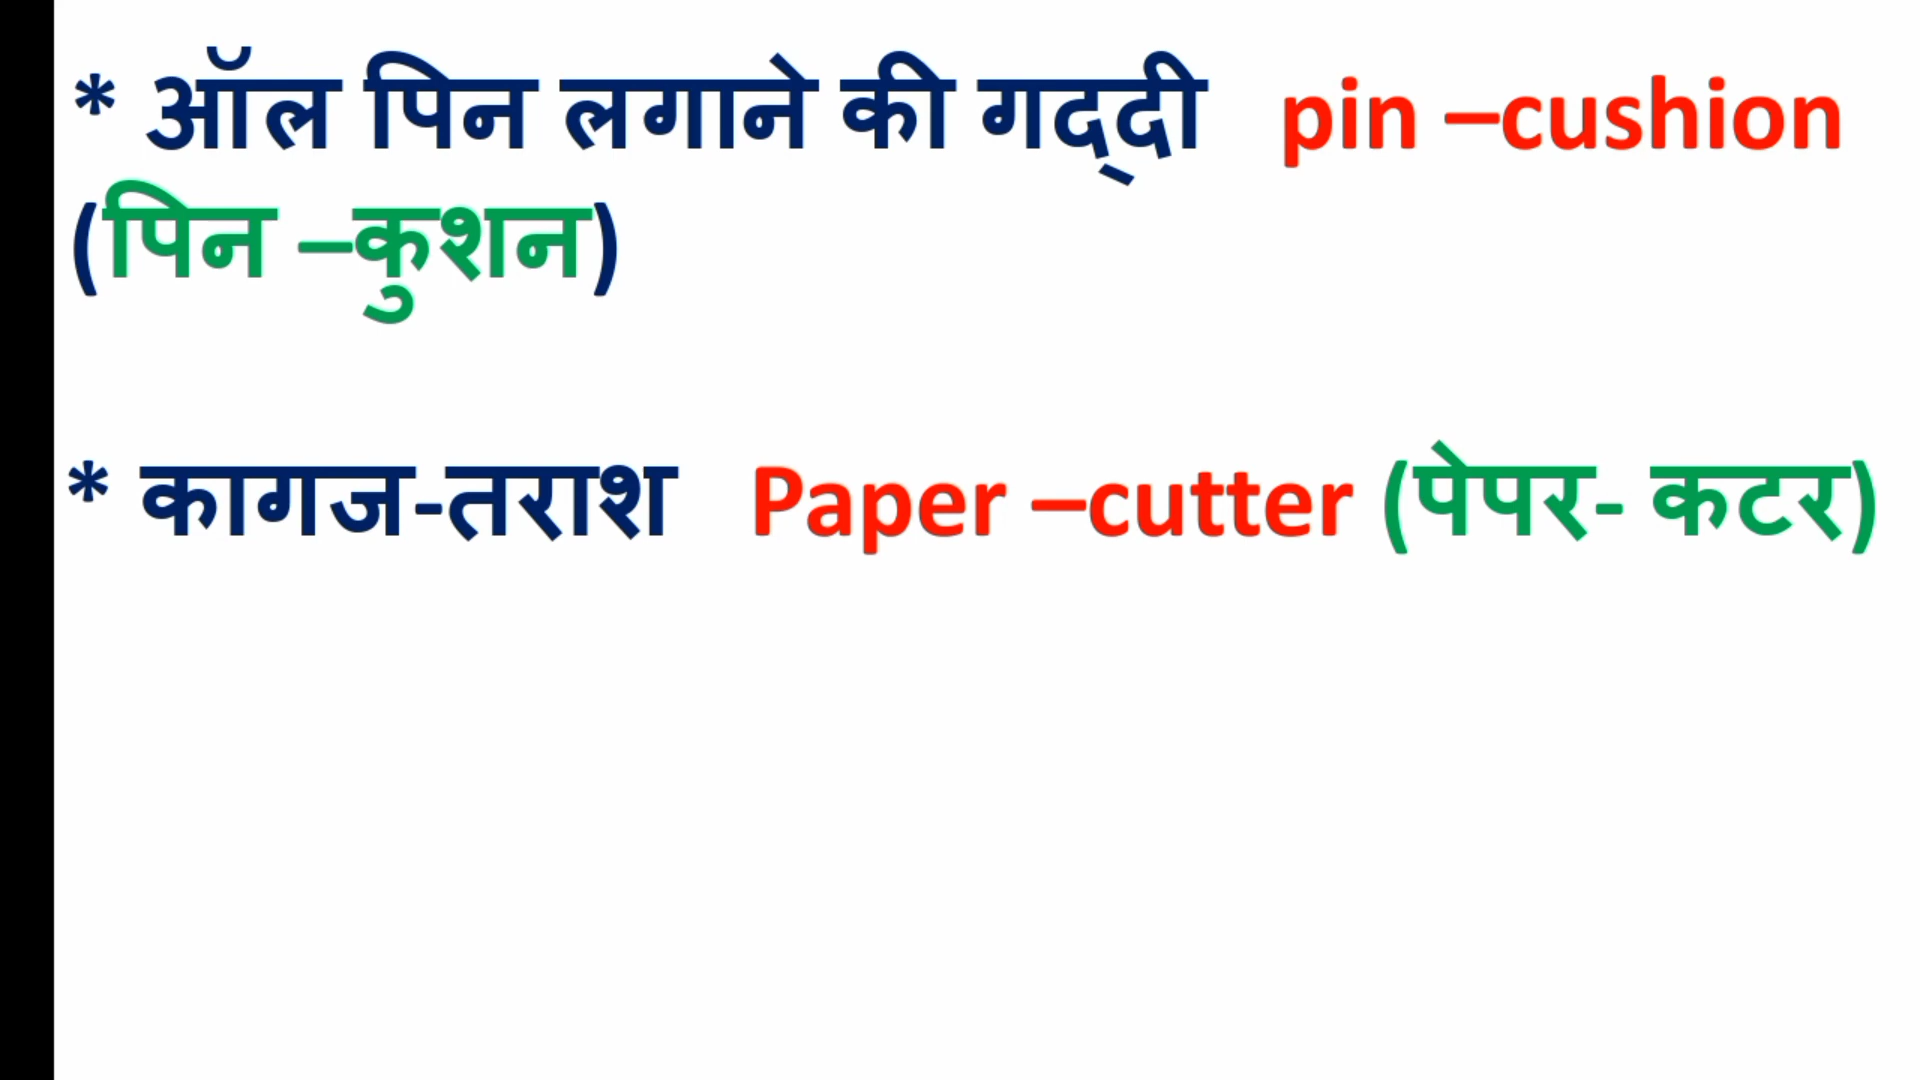 * ऑल पिन लगाने की गद्‌दी pin –cushion
(पिन –कुशन)
* कागज-तराश Paper –cutter (पेपर- कटर)